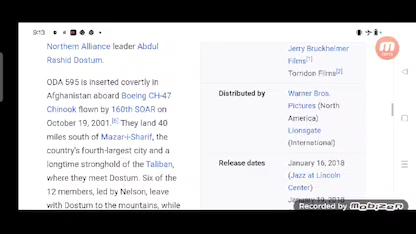 9:13
Northern Alliance leader Abdul
Rashid Dostum.
ODA 595 is inserted covertly in
Afghanistan aboard Boeing CH-47
Chinook flown by 160th SOAR on
October 19, 2001.[6] They land 40
miles south of Mazar-i-Sharif, the
country's fourth-largest city and a
longtime stronghold of the Taliban,
where they meet Dostum. Six of the
12 members, led by Nelson, leave
with Dostum to the mountains, while
Jerry Bruckheimer
Films[1]
Torridon Films[2]
Distributed by
Warner Bros.
Pictures (North
America)
Lionsgate
(International)
Release dates
January 16, 2018
(Jazz at Lincoln
Center)
January 19, 2018
Recorded by
MOBIZEN